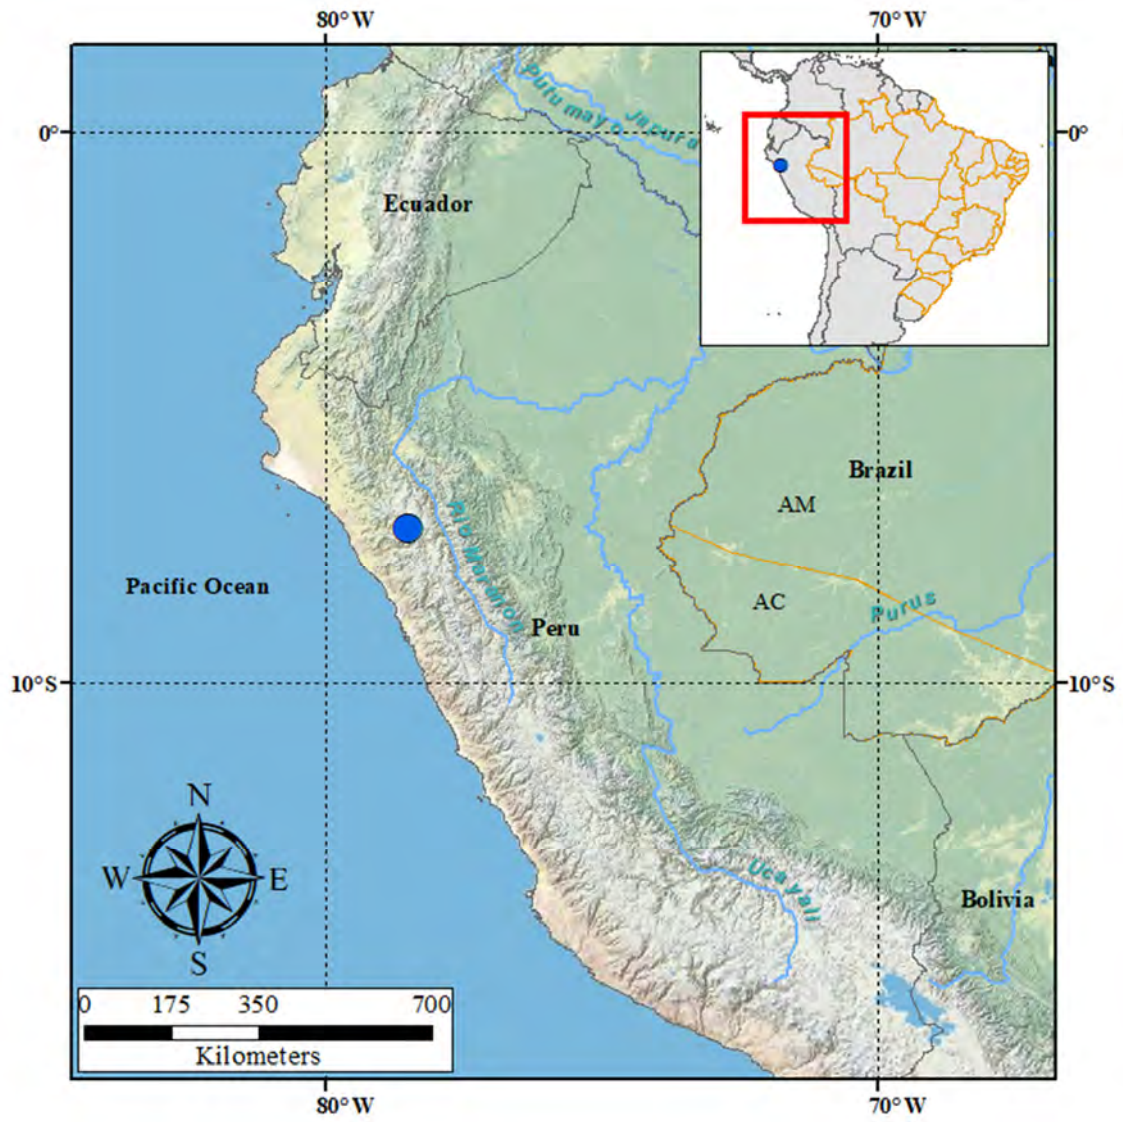 80°W
70°W
0°
0°
Putumayo
Japura
Ecuador
Brazil
AM
Rio Marañon
Pacific Ocean
AC
Purus
Peru
10°S
10°S
N
W
E
S
Ucayali
Bolivia
0 175 350 700
Kilometers
80°W
70°W